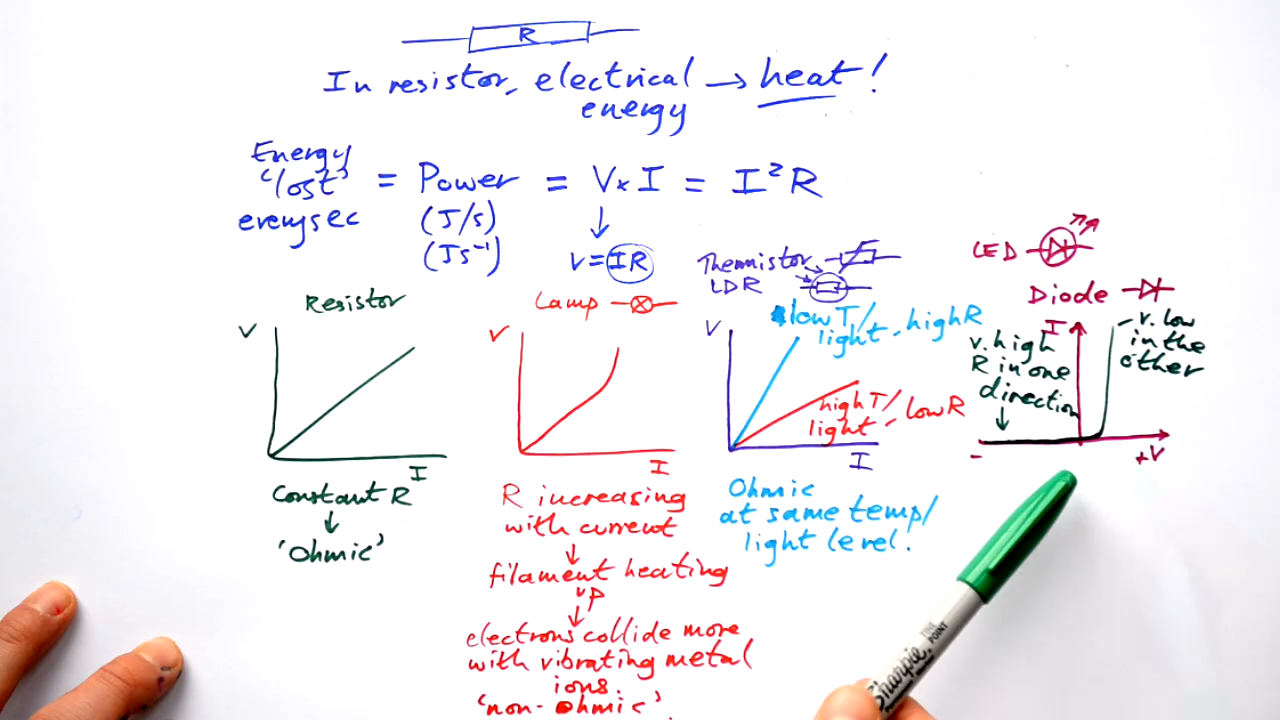 R
In resistor, electrical → heat!
energy
Energy
'lost'
every sec
= Power = V x I = I²R
(J/s)
(Js⁻¹)
↓
V = IR
Resistor
V
I
Constant R
↓
'Ohmic'
Lamp
V
I
R increasing
with current
↓
filament heating
up
↓
electrons collide more
with vibrating metal
ions.
'non-ohmic'.
Thermistor
LDR
V
low T/
light - high R
high T/
light - low R
I
Ohmic
at same temp/
light level.
LED
Diode
I
v. high
R in one
direction
↓
- v. low
in the
other
-
+V
Sharpie
FINE
POINT